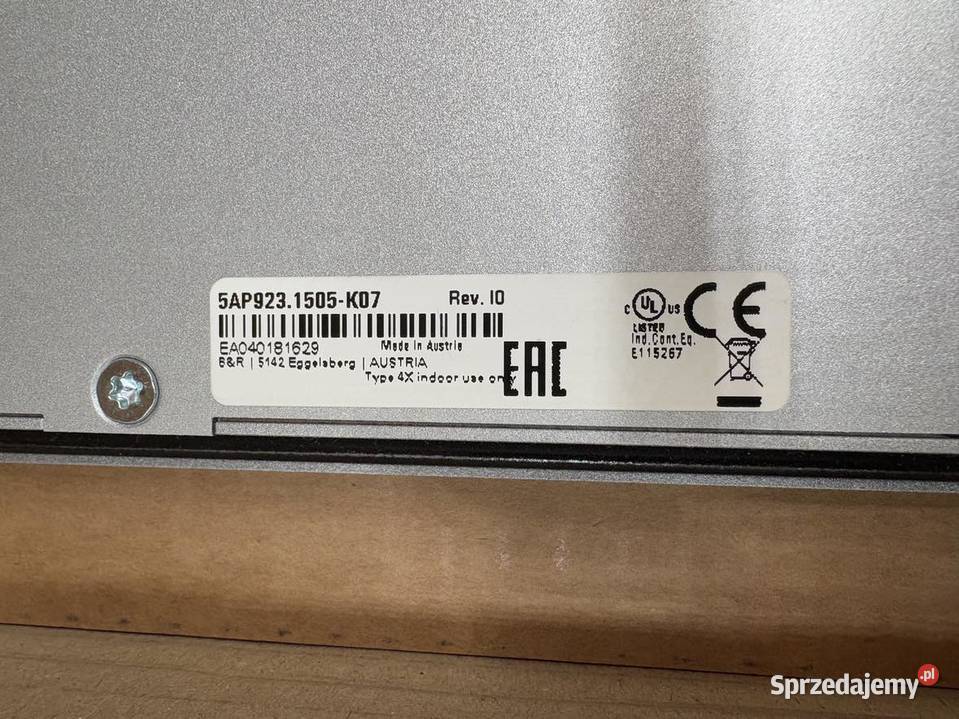 5AP923.1505-K07 Rev. I0
EA040181629 Made in Austria
B&R | 5142 Eggelsberg | AUSTRIA
Type 4X indoor use only
EAC
c UL US
LISTED
Ind.Cont.Eq.
E115267
CE
Sprzedajemy.pl